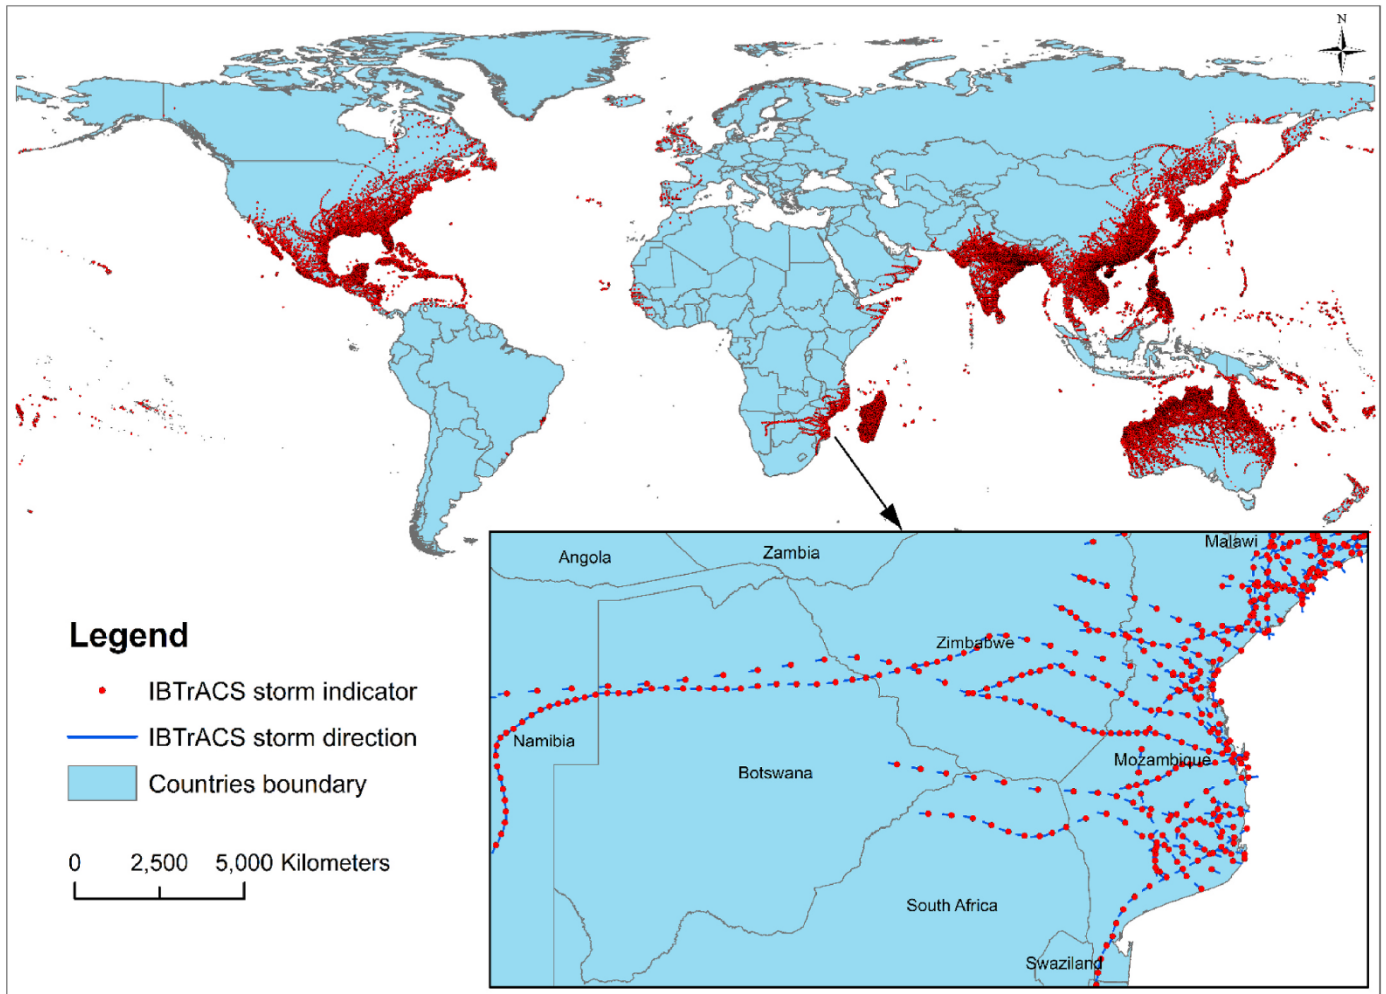 N
Angola
Zambia
Malawi
Zimbabwe
Namibia
Botswana
Mozambique
South Africa
Swaziland
Legend
IBTrACS storm indicator
IBTrACS storm direction
Countries boundary
0 2,500 5,000 Kilometers